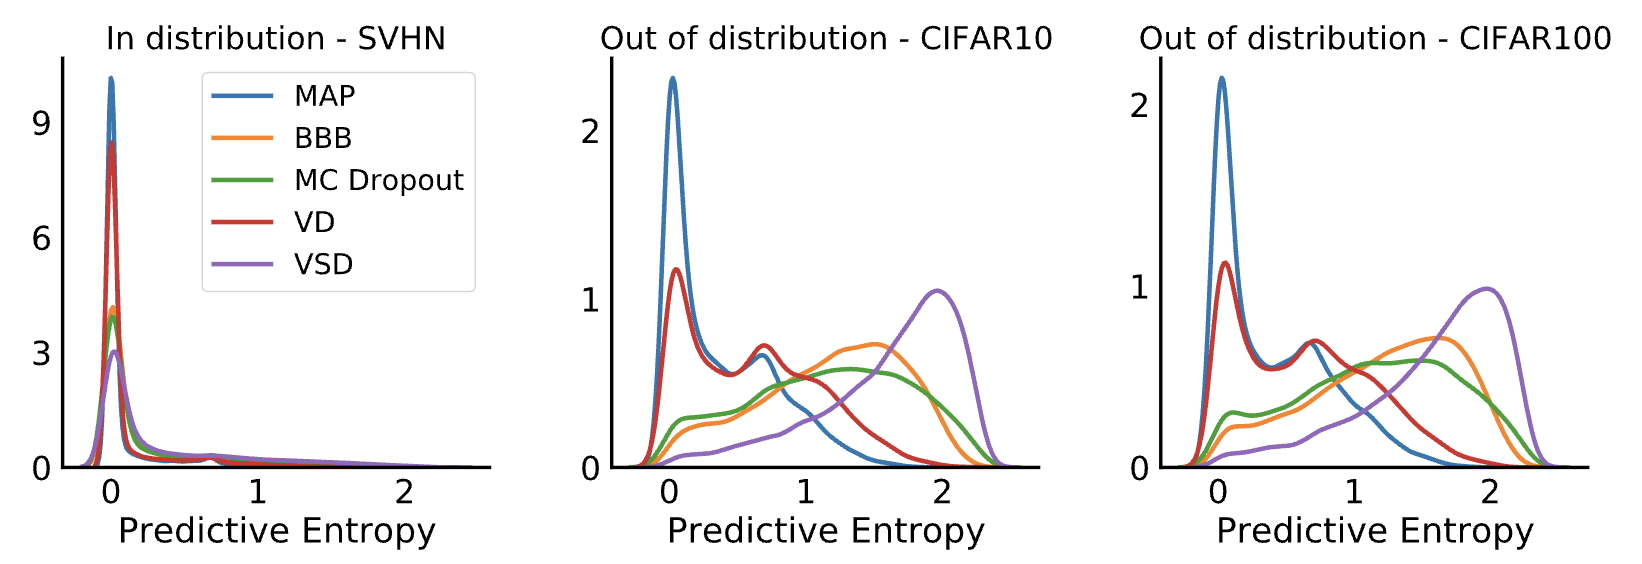 In distribution - SVHN
9
6
3
0
MAP
BBB
MC Dropout
VD
VSD
0 1 2
Predictive Entropy
Out of distribution - CIFAR10
2
1
0
0 1 2
Predictive Entropy
Out of distribution - CIFAR100
2
1
0
0 1 2
Predictive Entropy